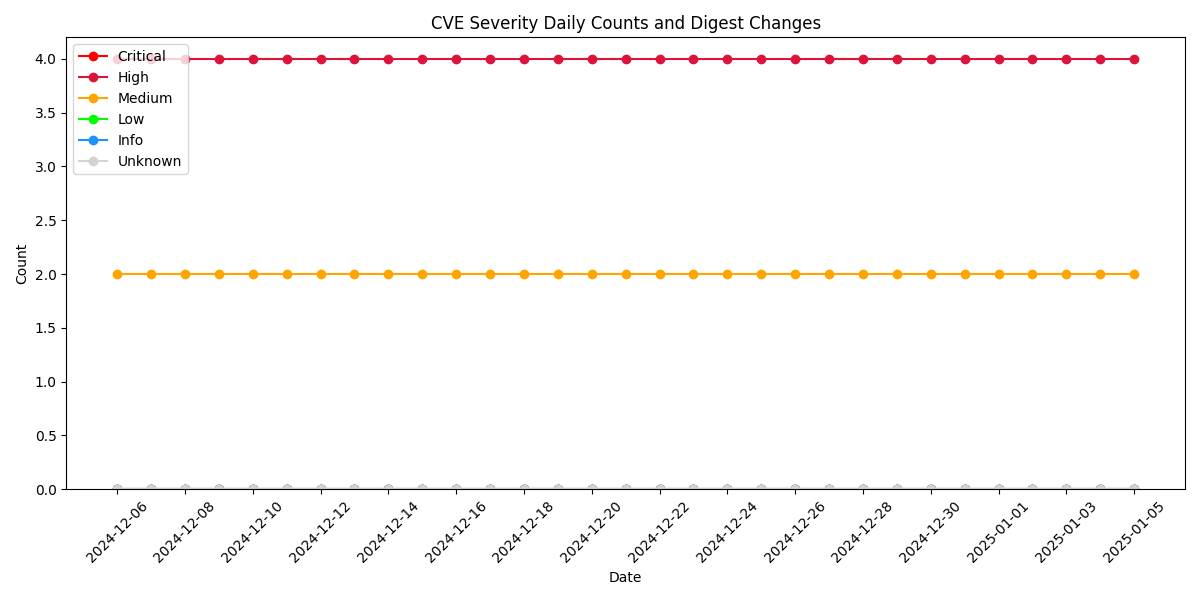 CVE Severity Daily Counts and Digest Changes
Critical
High
Medium
Low
Info
Unknown
4.0
3.5
3.0
2.5
2.0
1.5
1.0
0.5
0.0
Count
2024-12-06
2024-12-08
2024-12-10
2024-12-12
2024-12-14
2024-12-16
2024-12-18
2024-12-20
2024-12-22
2024-12-24
2024-12-26
2024-12-28
2024-12-30
2025-01-01
2025-01-03
2025-01-05
Date